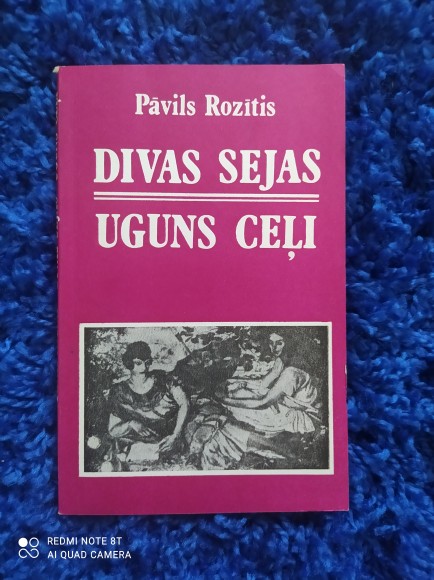 Pāvils Rozītis
DIVAS SEJAS
UGUNS CEĻI
REDMI NOTE 8T
AI QUAD CAMERA